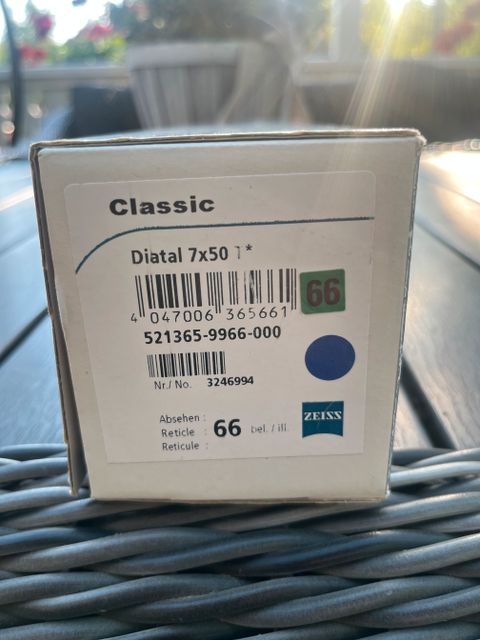 Classic
Diatal 7x50 T*
66
4 047006 365661
521365-9966-000
Nr./ No. 3246994
ZEISS
Absehen :
Reticle : 66 bel. / ill.
Reticule :